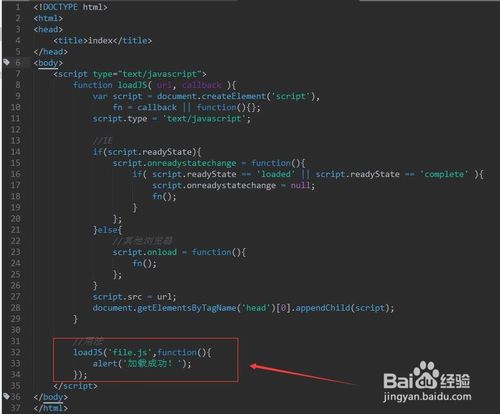 1 <!DOCTYPE html>
2 <html>
3 <head>
4     <title>index</title>
5 </head>
6 <body>
7     <script type="text/javascript">
8         function loadJS( url, callback ){
9             var script = document.createElement('script'),
10                 fn = callback || function(){};
11             script.type = 'text/javascript';
12
13             //IE
14             if(script.readyState){
15                 script.onreadystatechange = function(){
16                     if( script.readyState == 'loaded' || script.readyState == 'complete' ){
17                         script.onreadystatechange = null;
18                         fn();
19                     }
20                 };
21             }else{
22                 //其他浏览器
23                 script.onload = function(){
24                     fn();
25                 };
26             }
27             script.src = url;
28             document.getElementsByTagName('head')[0].appendChild(script);
29         }
30
31         //用法
32         loadJS('file.js',function(){
33             alert('加载成功！');
34         });
35     </script>
36 </body>
37 </html>
Baidu 经验
jingyan.baidu.com